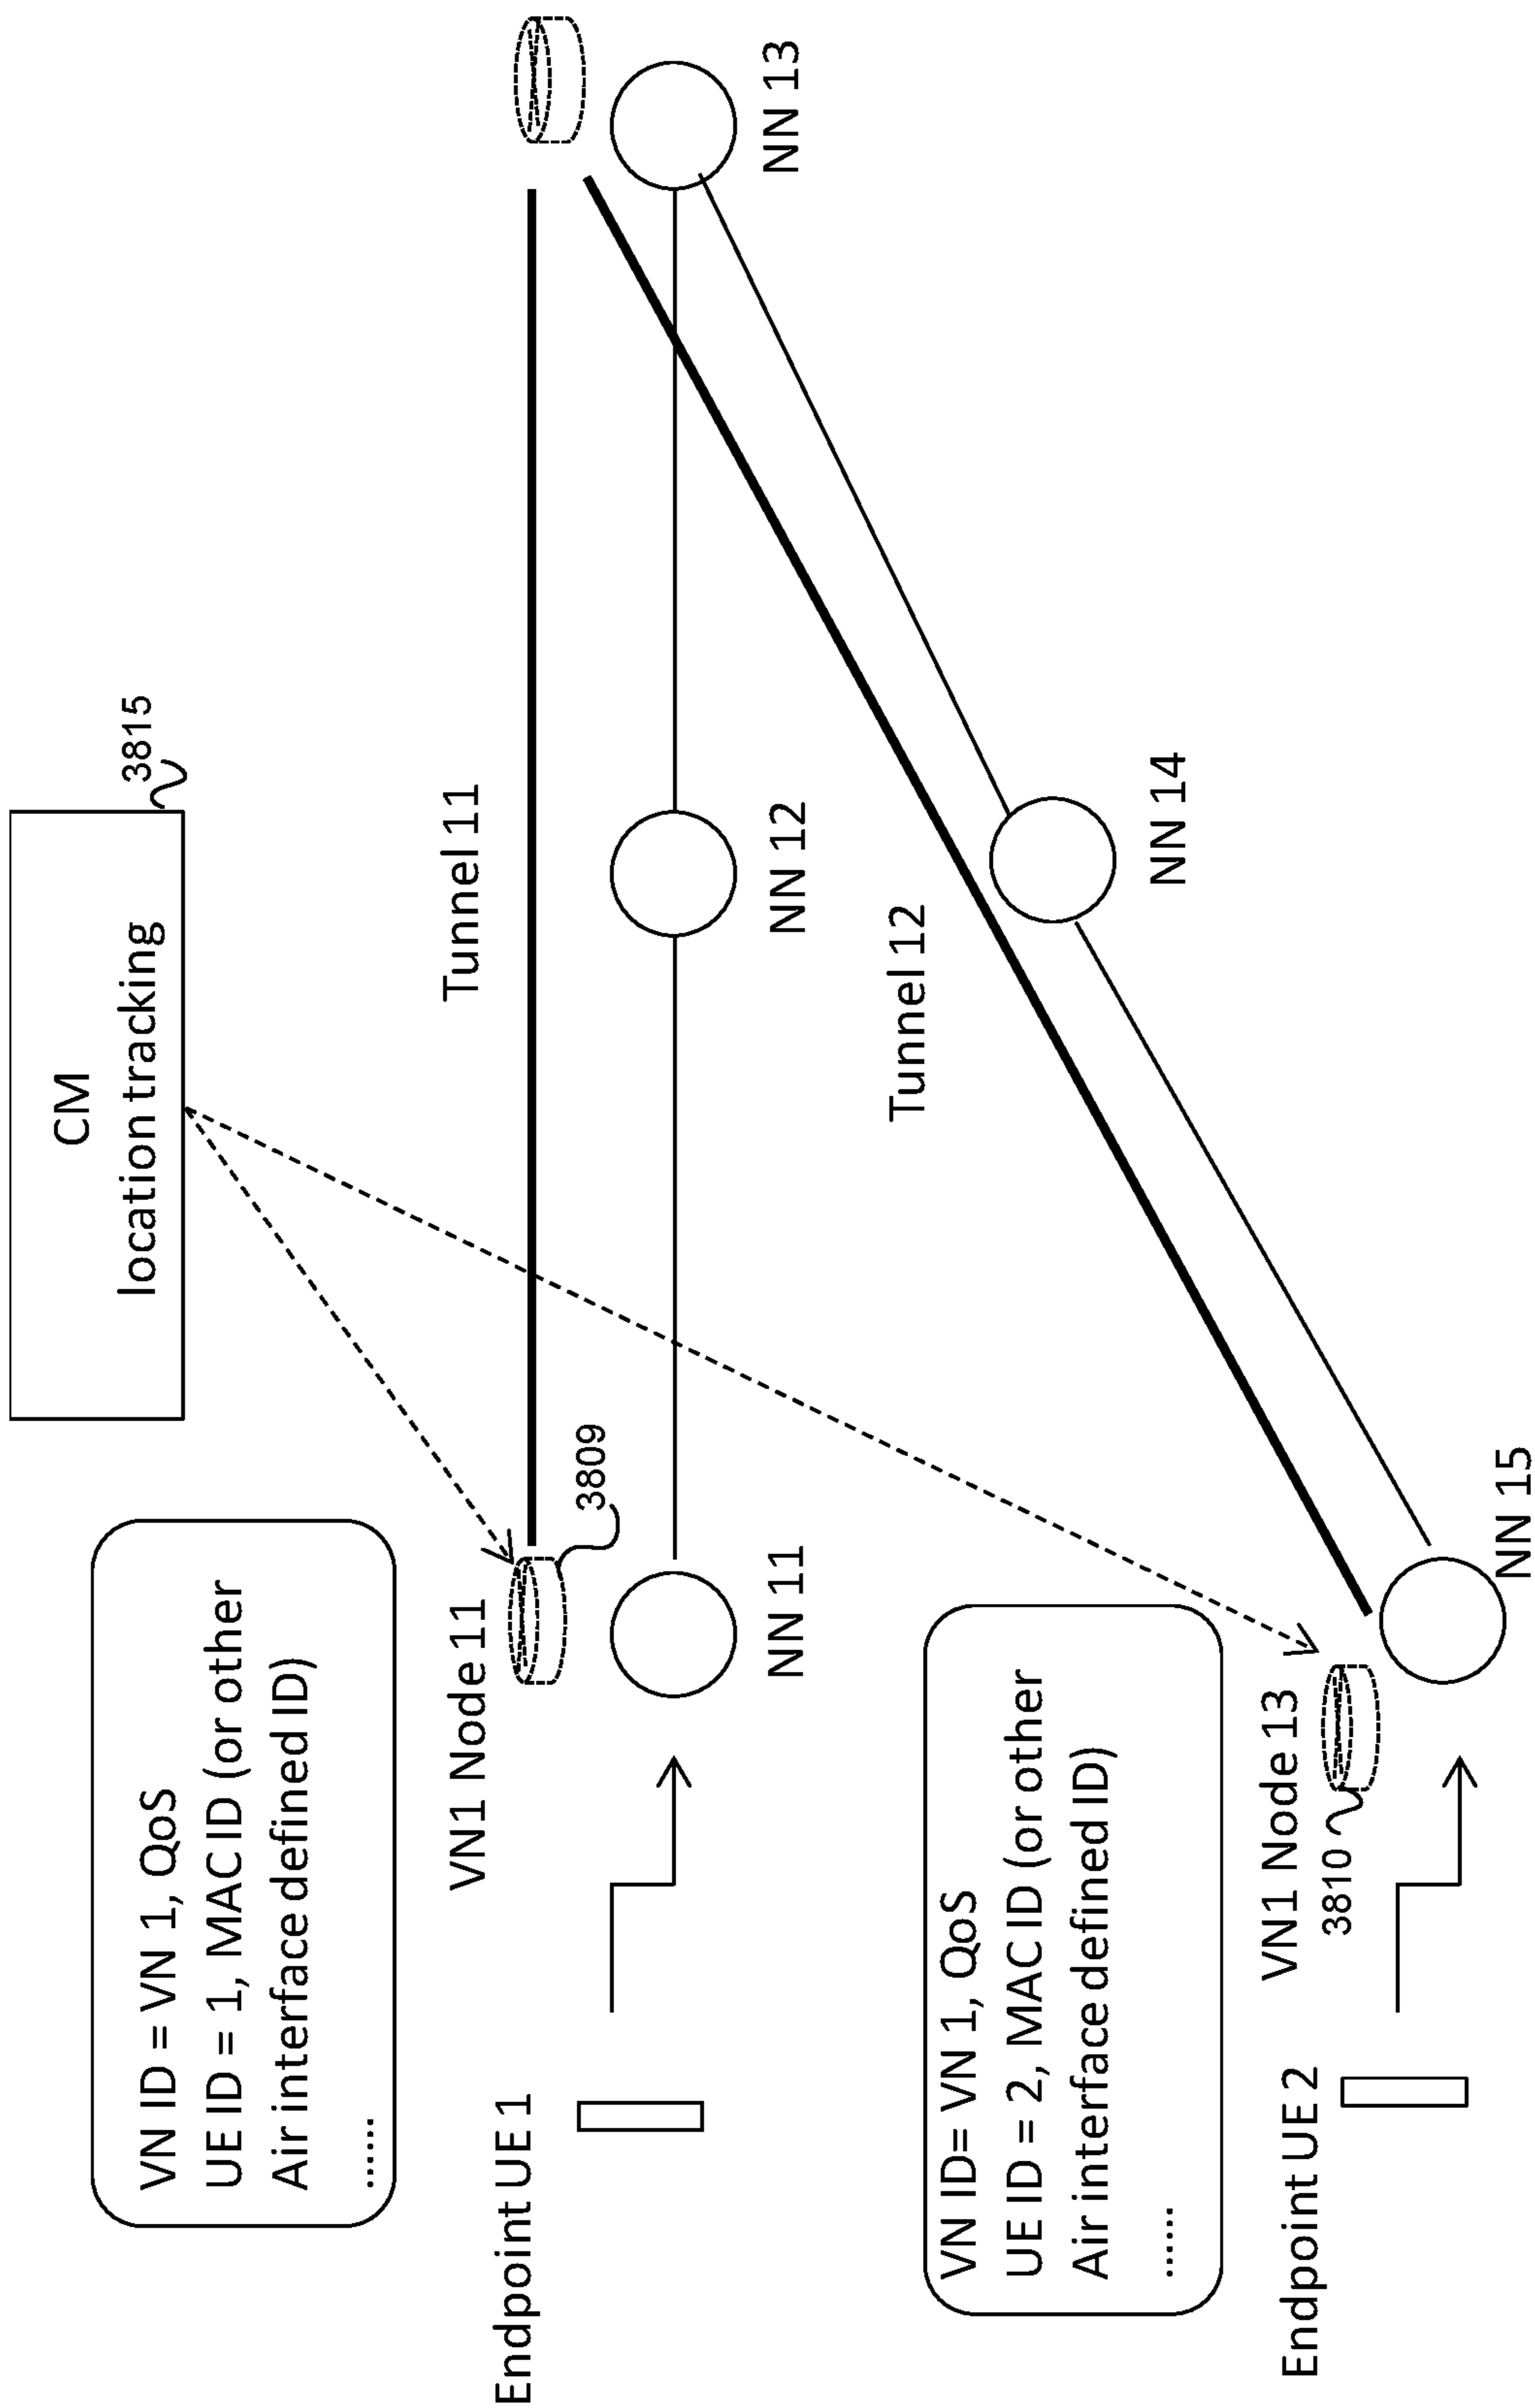 CM
location tracking
3815
VN ID = VN 1, QoS
UE ID = 1, MAC ID (or other
Air interface defined ID)
......
Endpoint UE 1
VN1 Node 11
3809
Tunnel 11
NN 11
NN 12
NN 13
VN ID= VN 1, QoS
UE ID = 2, MAC ID (or other
Air interface defined ID)
......
Tunnel 12
NN 14
Endpoint UE 2
VN1 Node 13
3810
NN 15